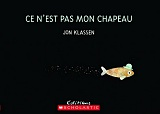 CE N'EST PAS MON CHAPEAU
JON KLASSEN
Éditions
SCHOLASTIC